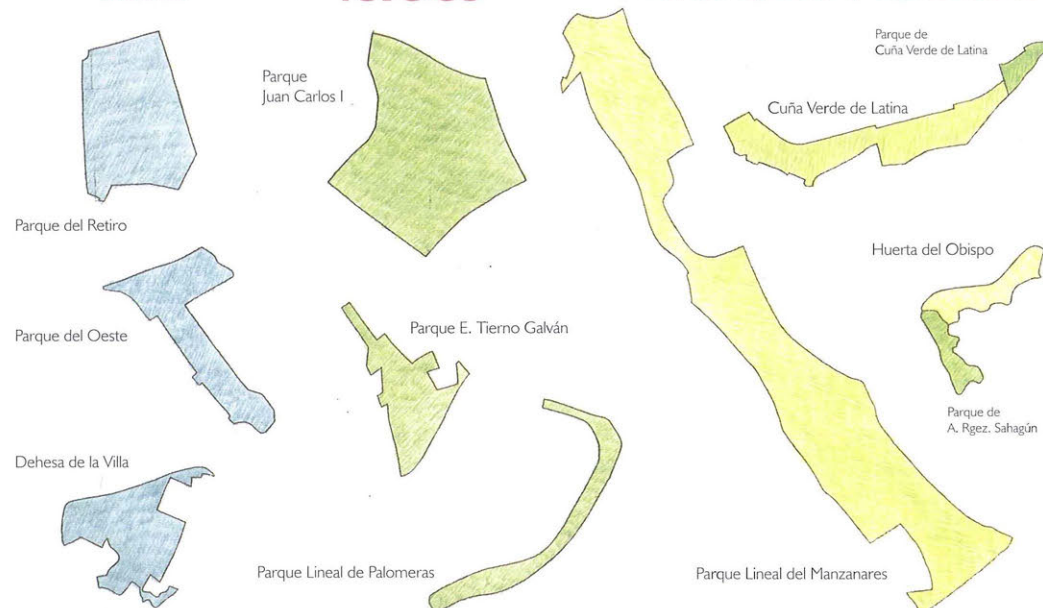 Parque del Retiro
Parque del Oeste
Dehesa de la Villa
Parque
Juan Carlos I
Parque E. Tierno Galván
Parque Lineal de Palomeras
Parque de
Cuña Verde de Latina
Cuña Verde de Latina
Huerta del Obispo
Parque de
A. Rgez. Sahagún
Parque Lineal del Manzanares